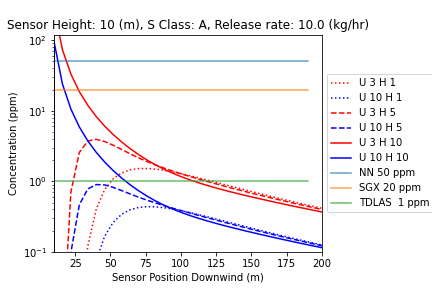 Sensor Height: 10 (m), S Class: A, Release rate: 10.0 (kg/hr)
10²
10¹
10⁰
10⁻¹
Concentration (ppm)
25 50 75 100 125 150 175 200
Sensor Position Downwind (m)
U 3 H 1
U 10 H 1
U 3 H 5
U 10 H 5
U 3 H 10
U 10 H 10
NN 50 ppm
SGX 20 ppm
TDLAS 1 ppm